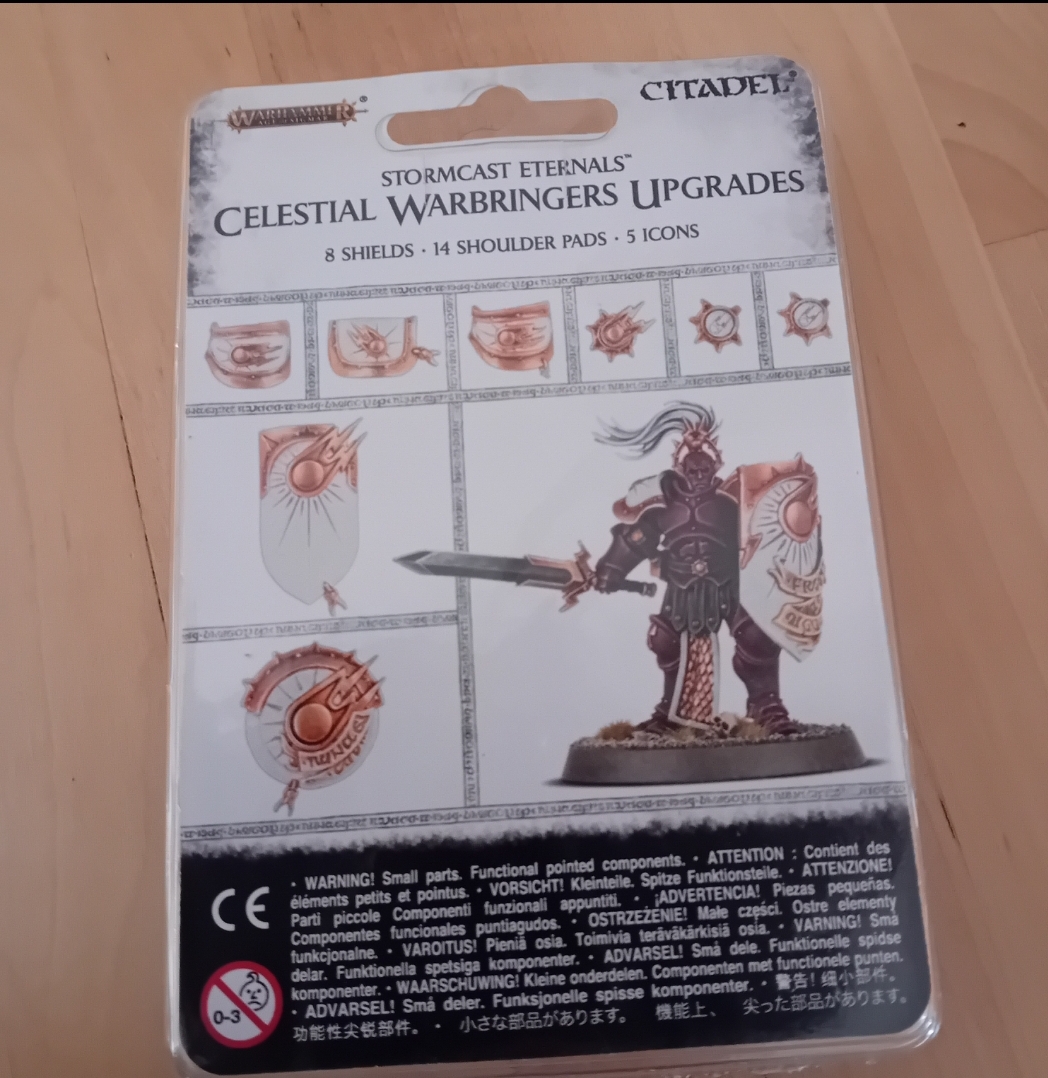 WARHAMMER
AGE OF SIGMAR
CITADEL®
STORMCAST ETERNALS™
CELESTIAL WARBRINGERS UPGRADES
8 SHIELDS · 14 SHOULDER PADS · 5 ICONS
CE
0-3
• WARNING! Small parts. Functional pointed components. • ATTENTION : Contient des
éléments petits et pointus. • VORSICHT! Kleinteile. Spitze Funktionsteile. • ATTENZIONE!
Parti piccole Componenti funzionali appuntiti. • ¡ADVERTENCIA! Piezas pequeñas.
Componentes funcionales puntiagudos. • OSTRZEŻENIE! Małe części. Ostre elementy
funkcjonalne. • VAROITUS! Pieniä osia. Toimivia teräväkärkisiä osia. • VARNING! Små
delar. Funktionella spetsiga komponenter. • ADVARSEL! Små dele. Funktionelle spidse
komponenter. • WAARSCHUWING! Kleine onderdelen. Componenten met functionele punten.
• ADVARSEL! Små deler. Funksjonelle spisse komponenter. • 警告！细小部件。
功能性尖锐部件。 • 小さな部品があります。 機能上、 尖った部品があります。